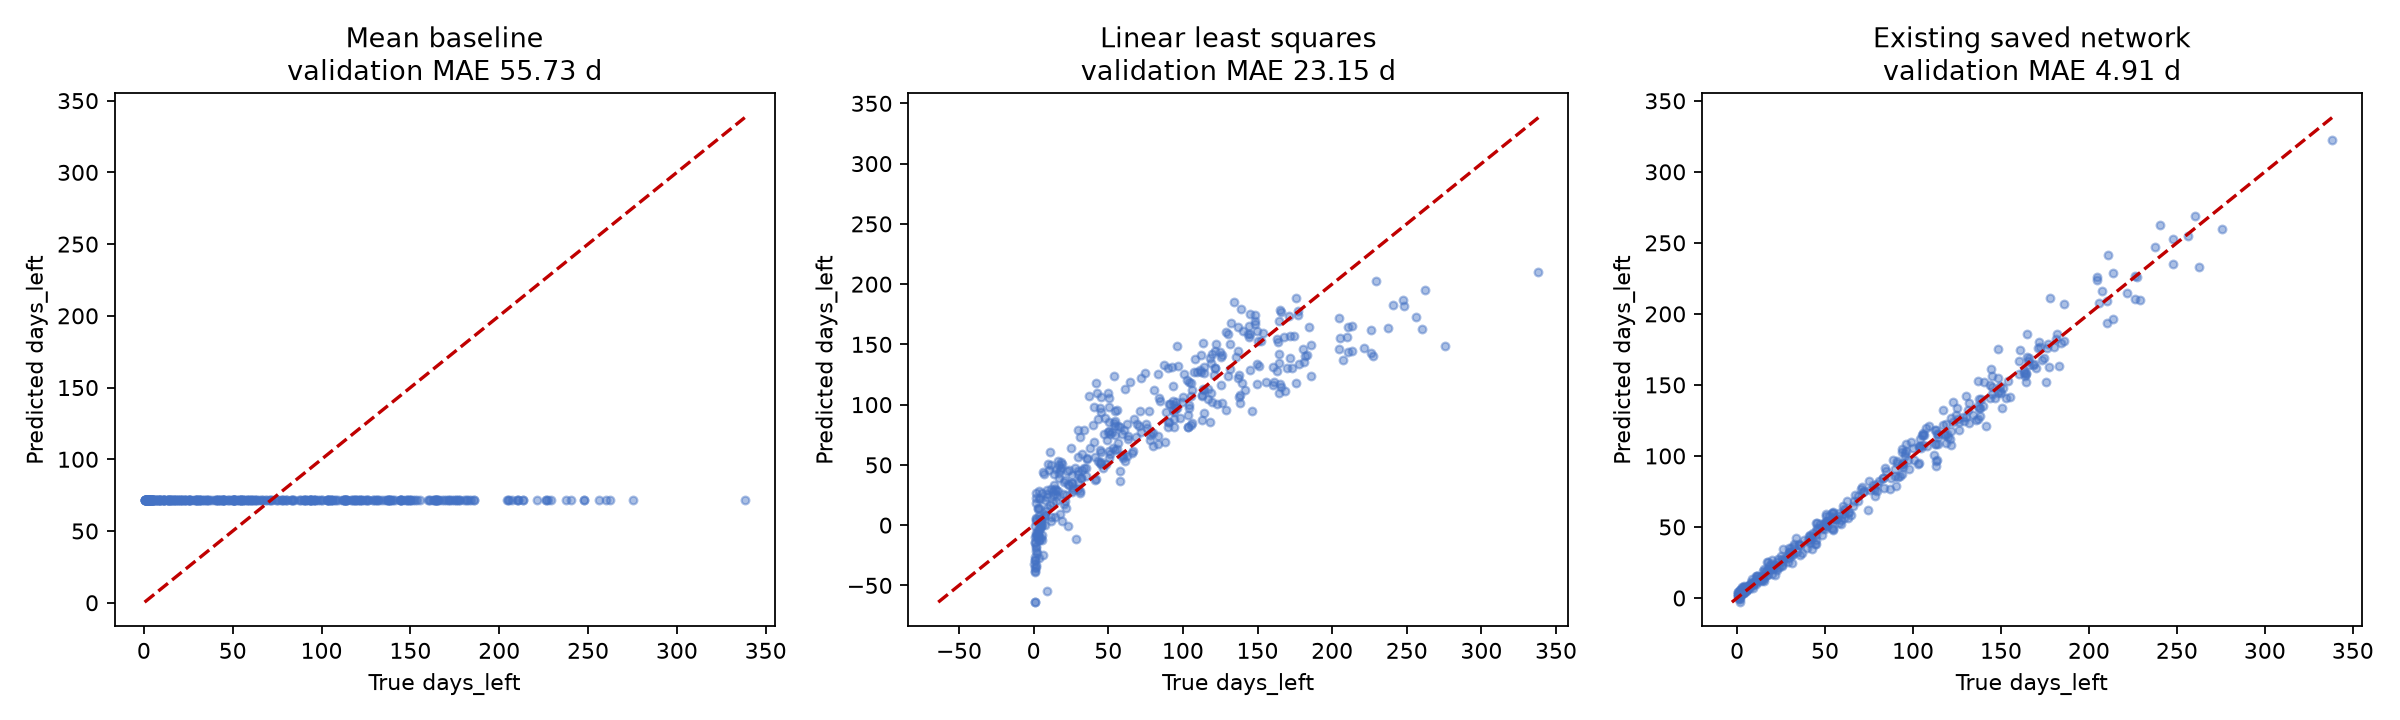 Mean baseline
validation MAE 55.73 d
350
300
250
200
150
100
50
0
Predicted days_left
0 50 100 150 200 250 300 350
True days_left
Linear least squares
validation MAE 23.15 d
350
300
250
200
150
100
50
0
−50
Predicted days_left
−50 0 50 100 150 200 250 300 350
True days_left
Existing saved network
validation MAE 4.91 d
350
300
250
200
150
100
50
0
Predicted days_left
0 50 100 150 200 250 300 350
True days_left